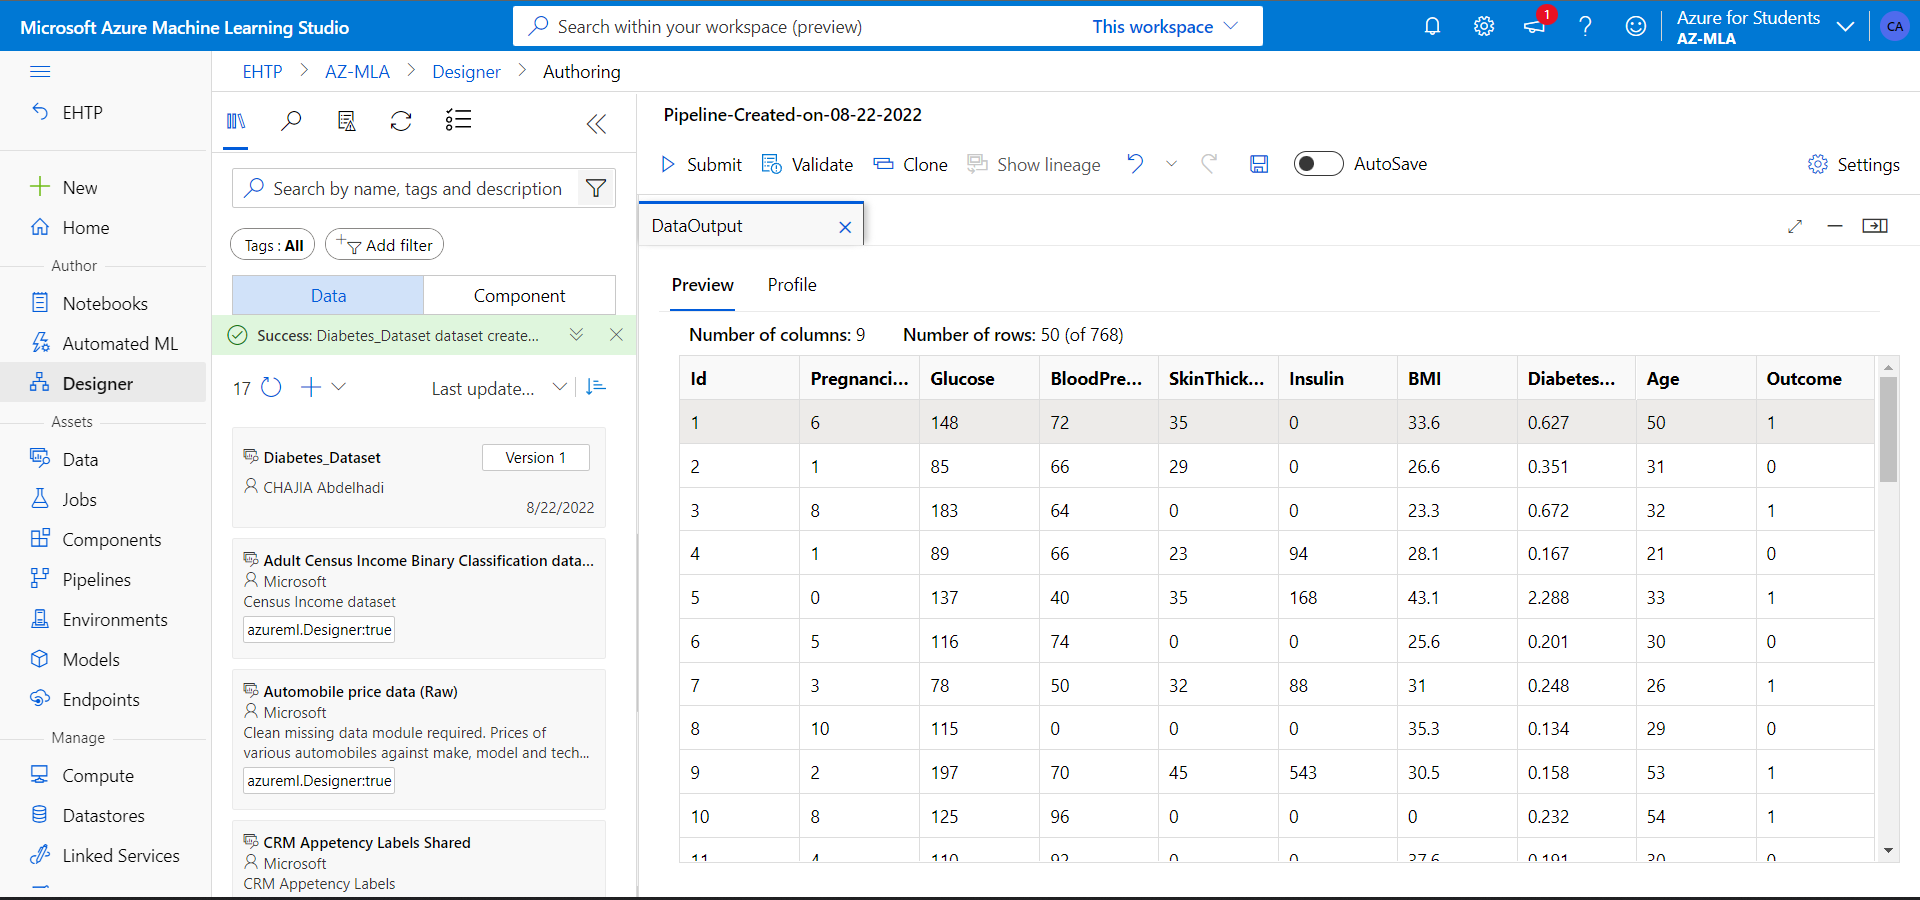 Microsoft Azure Machine Learning Studio
Search within your workspace (preview)
This workspace
1
Azure for Students
AZ-MLA
CA
EHTP
New
Home
Author
Notebooks
Automated ML
Designer
Assets
Data
Jobs
Components
Pipelines
Environments
Models
Endpoints
Manage
Compute
Datastores
Linked Services
EHTP > AZ-MLA > Designer > Authoring
Search by name, tags and description
Tags : All
Add filter
Data
Component
Success: Diabetes_Dataset dataset create...
17
Last update...
Diabetes_Dataset
Version 1
CHAJIA Abdelhadi
8/22/2022
Adult Census Income Binary Classification data...
Microsoft
Census Income dataset
azureml.Designer:true
Automobile price data (Raw)
Microsoft
Clean missing data module required. Prices of
various automobiles against make, model and tech...
azureml.Designer:true
CRM Appetency Labels Shared
Microsoft
CRM Appetency Labels
Pipeline-Created-on-08-22-2022
Submit
Validate
Clone
Show lineage
AutoSave
Settings
DataOutput
Preview
Profile
Number of columns: 9
Number of rows: 50 (of 768)
Id Pregnanci... Glucose BloodPre... SkinThick... Insulin BMI Diabetes... Age Outcome
1 6 148 72 35 0 33.6 0.627 50 1
2 1 85 66 29 0 26.6 0.351 31 0
3 8 183 64 0 0 23.3 0.672 32 1
4 1 89 66 23 94 28.1 0.167 21 0
5 0 137 40 35 168 43.1 2.288 33 1
6 5 116 74 0 0 25.6 0.201 30 0
7 3 78 50 32 88 31 0.248 26 1
8 10 115 0 0 0 35.3 0.134 29 0
9 2 197 70 45 543 30.5 0.158 53 1
10 8 125 96 0 0 0 0.232 54 1
11 4 110 92 0 0 37.6 0.191 30 0